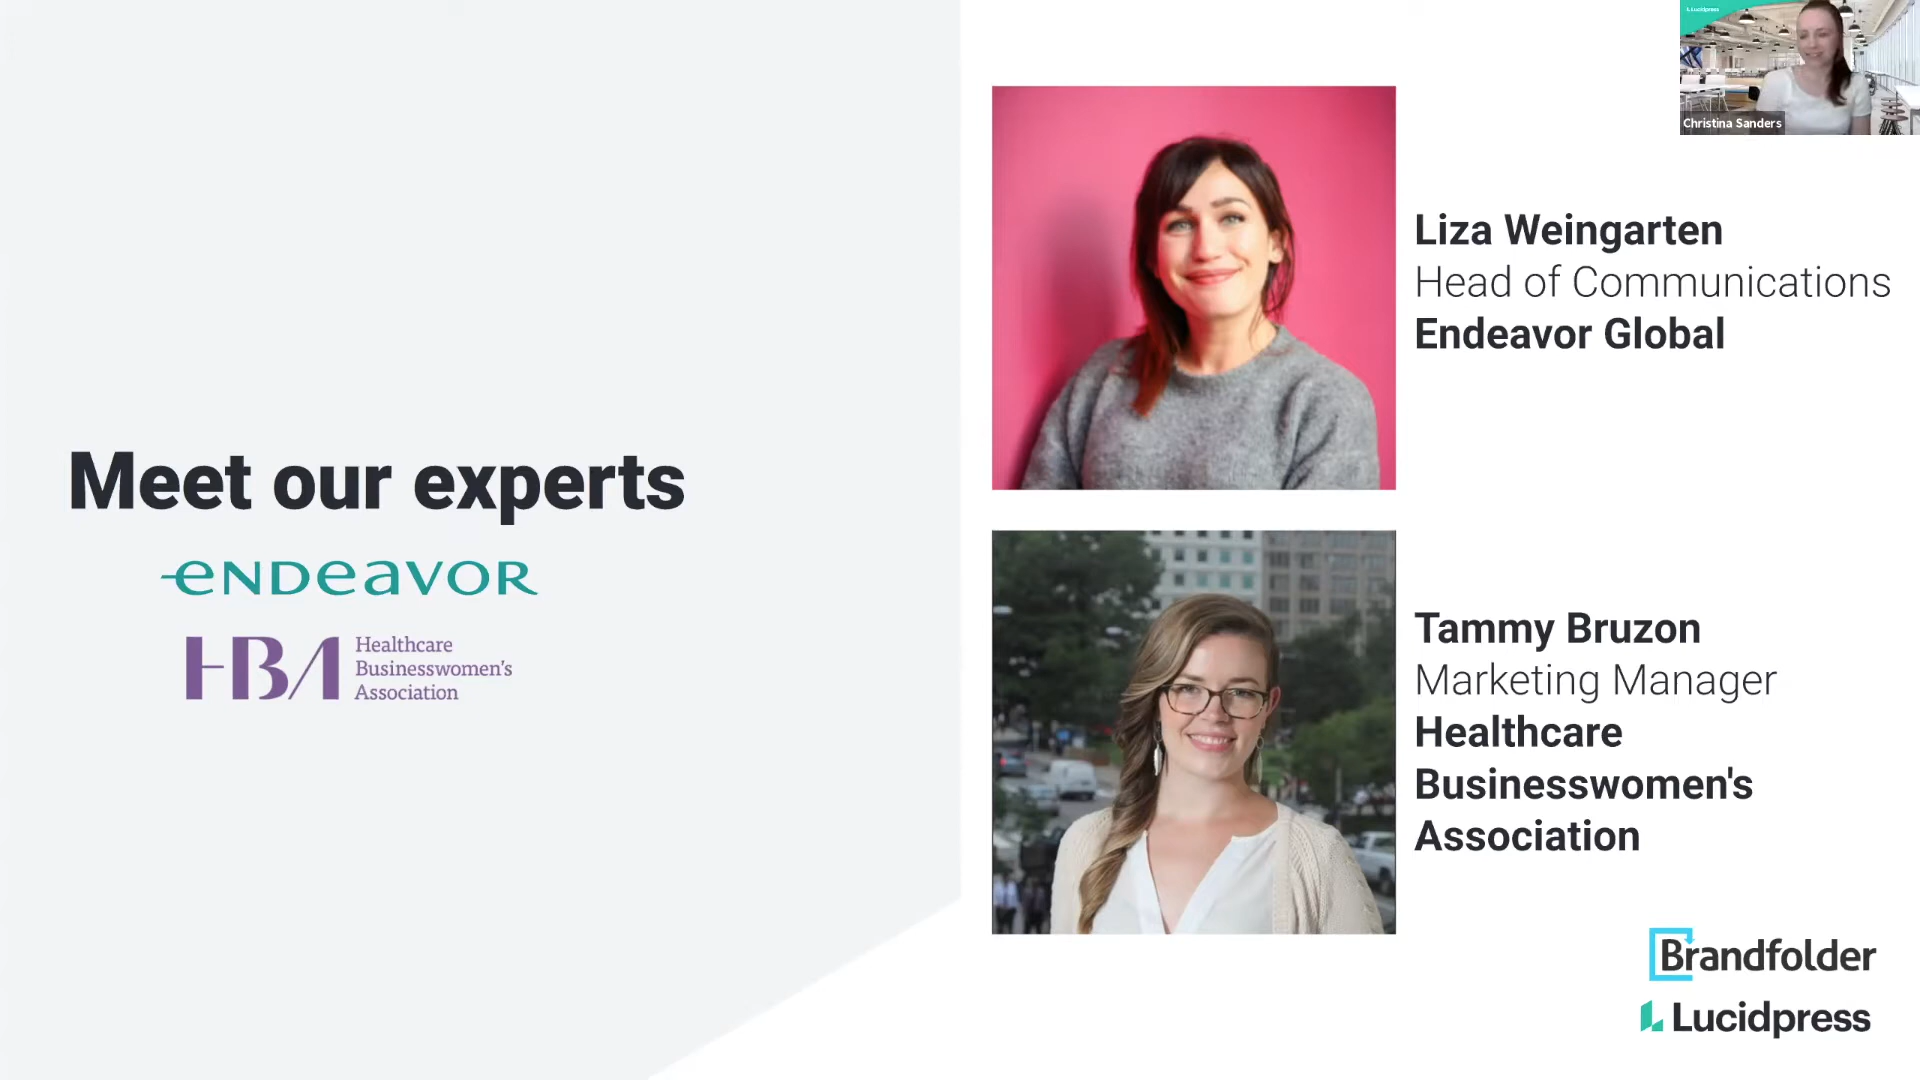 Meet our experts
ENDEAVOR
HBA
Healthcare
Businesswomen's
Association
Lucidpress
Christina Sanders
Liza Weingarten
Head of Communications
Endeavor Global
Tammy Bruzon
Marketing Manager
Healthcare
Businesswomen's
Association
Brandfolder
Lucidpress